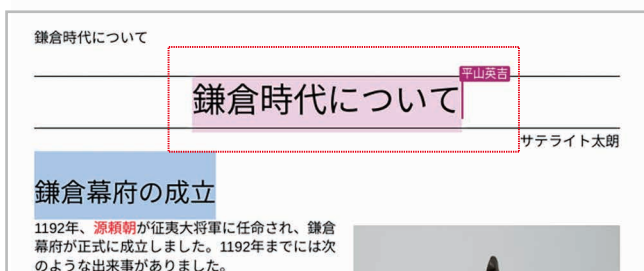 鎌倉時代について
平山英吉
鎌倉時代について
サテライト太朗
鎌倉幕府の成立
1192年、源頼朝が征夷大将軍に任命され、鎌倉
幕府が正式に成立しました。1192年までには次
のような出来事がありました。